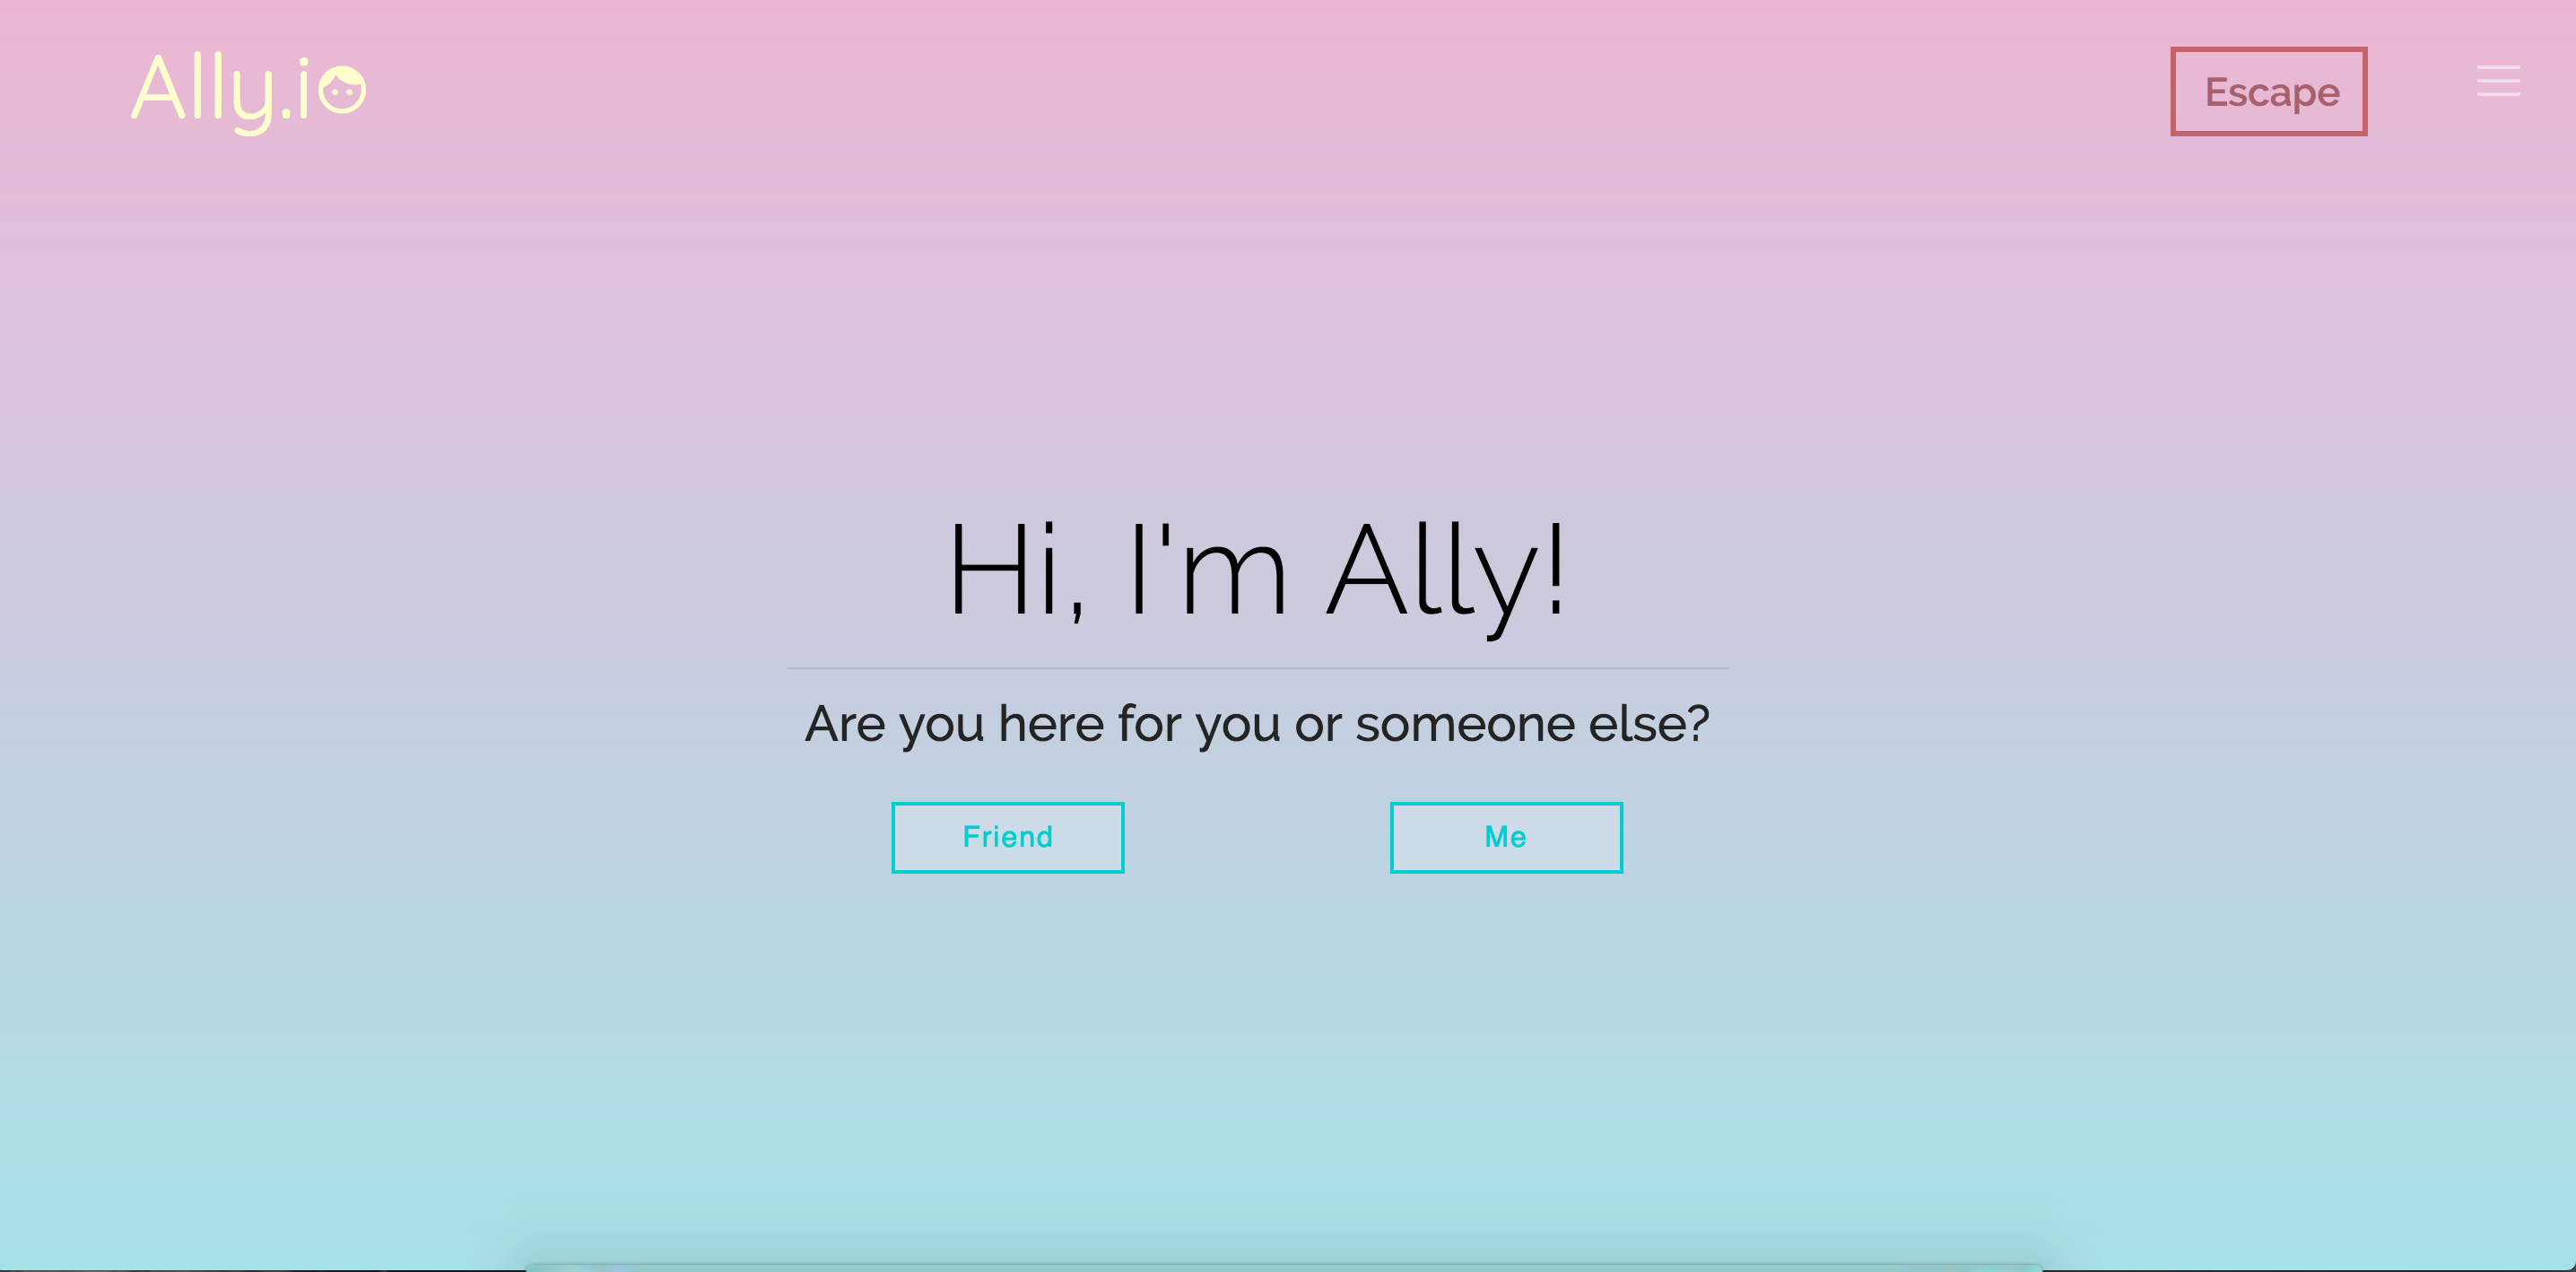 Ally.io
Escape
Hi, I'm Ally!
Are you here for you or someone else?
Friend
Me